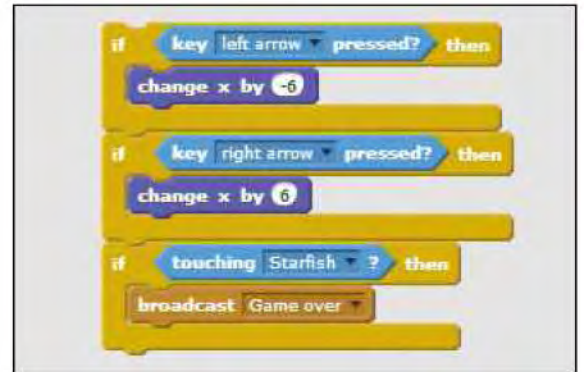 if key left arrow pressed? then
change x by -6
if key right arrow pressed? then
change x by 6
if touching Starfish ? then
broadcast Game over